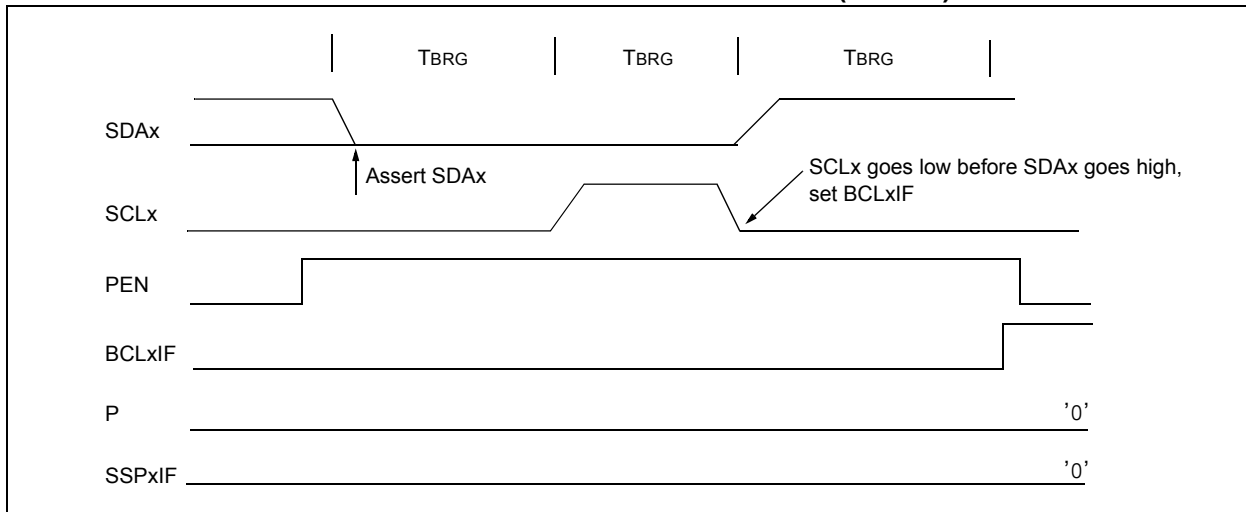 TBRG TBRG TBRG
SDAx
Assert SDAx
SCLx goes low before SDAx goes high,
set BCLxIF
SCLx
PEN
BCLxIF
P
'0'
SSPxIF
'0'